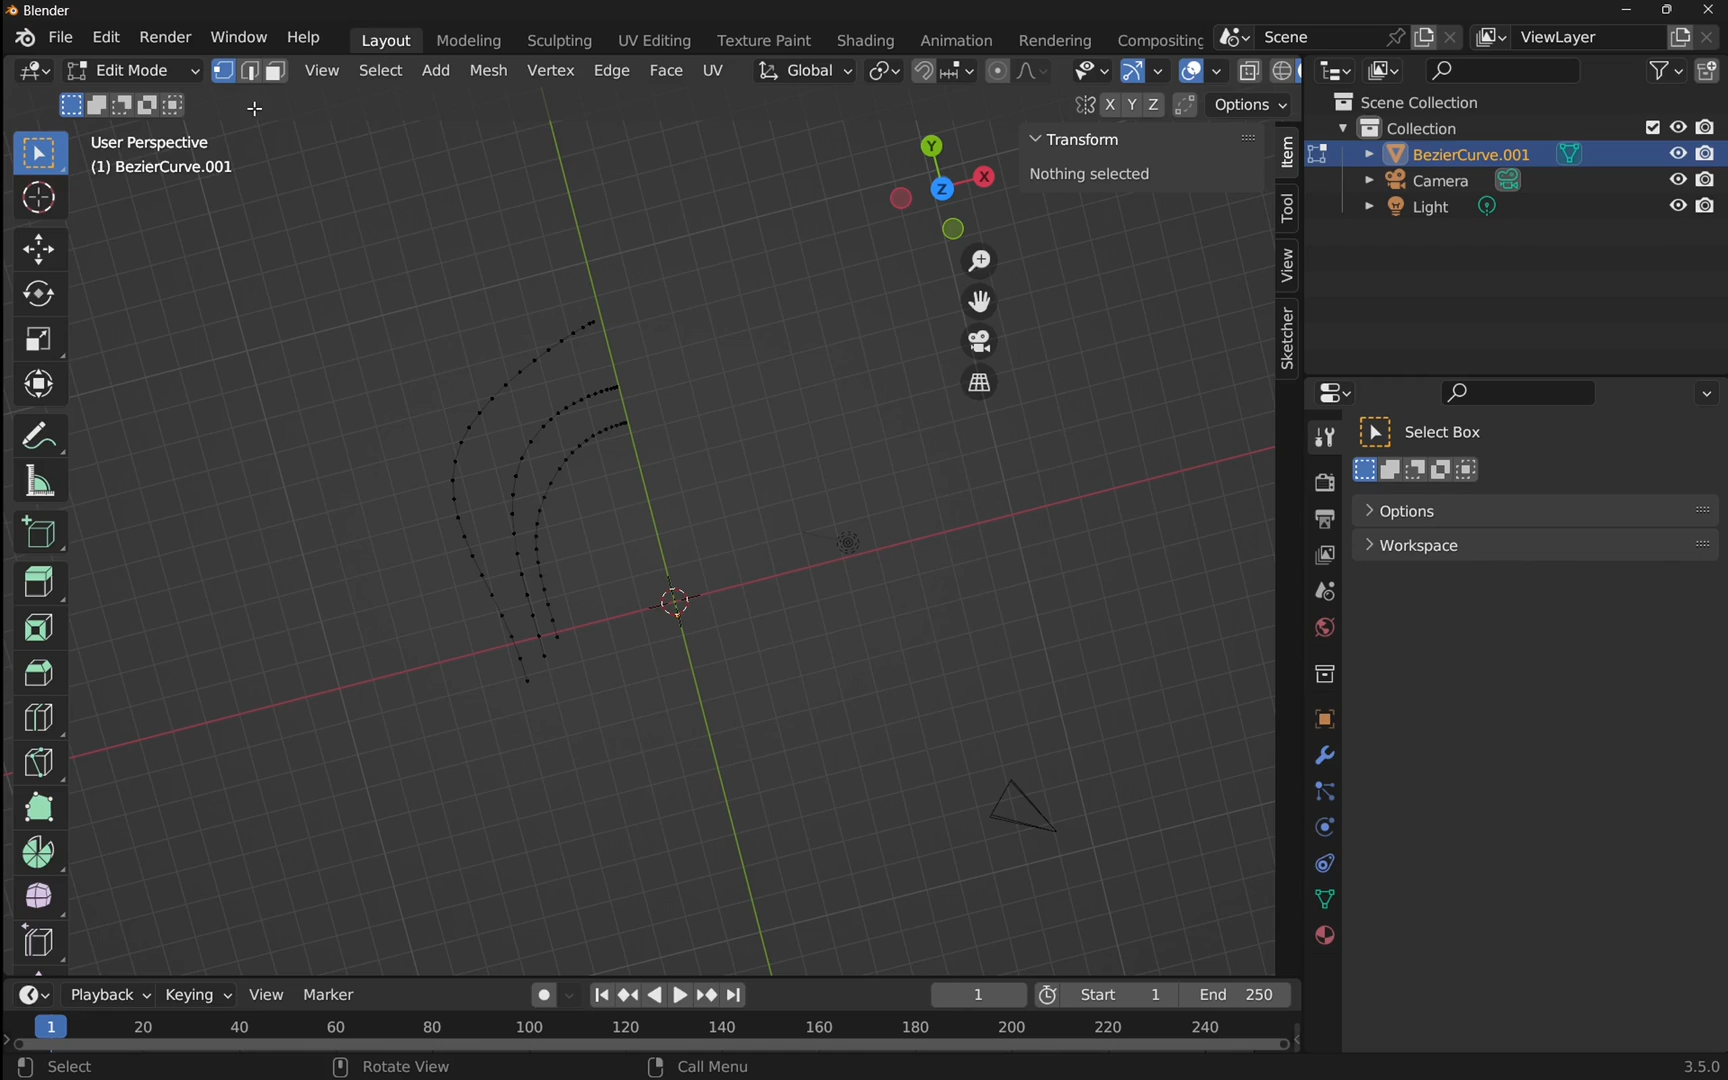 Blender
File Edit Render Window Help Layout Modeling Sculpting UV Editing Texture Paint Shading Animation Rendering Compositing Scene ViewLayer
Edit Mode View Select Add Mesh Vertex Edge Face UV Global
X Y Z Options
User Perspective
(1) BezierCurve.001
Y
X
Z
Transform
Nothing selected
Item
Tool
View
Sketcher
Scene Collection
Collection
BezierCurve.001
Camera
Light
Select Box
Options
Workspace
Playback Keying View Marker 1 Start 1 End 250
1 20 40 60 80 100 120 140 160 180 200 220 240
Select Rotate View Call Menu 3.5.0